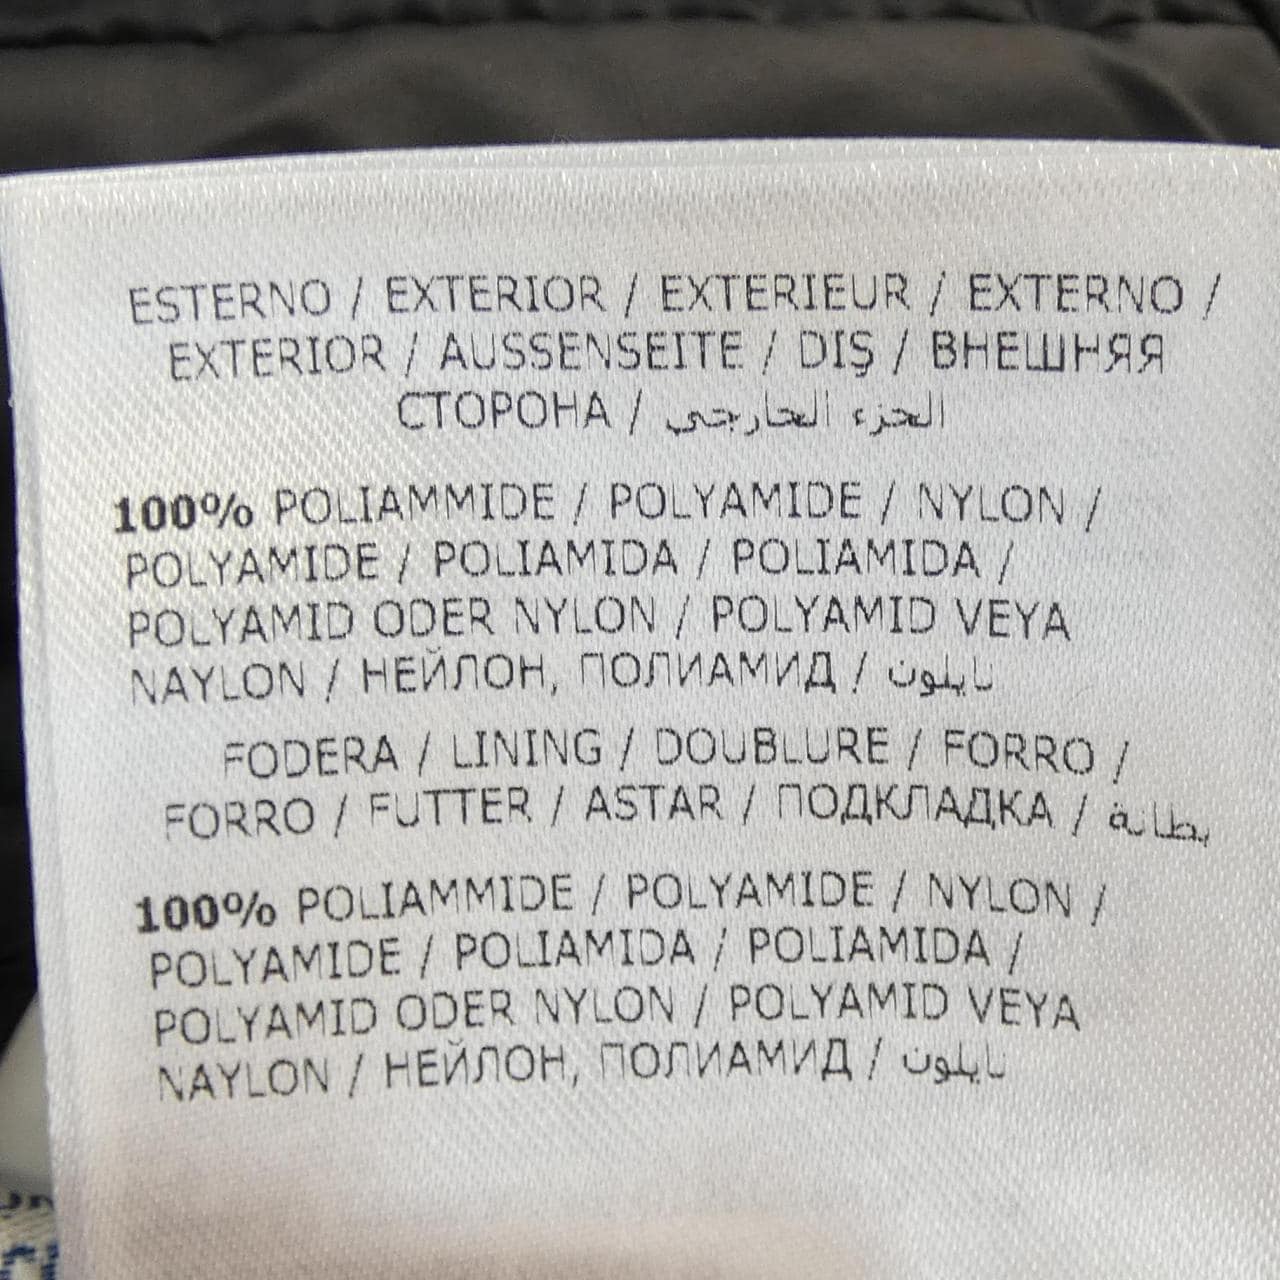 ESTERNO / EXTERIOR / EXTERIEUR / EXTERNO /
EXTERIOR / AUSSENSEITE / DIŞ / ВНЕШНЯЯ
СТОРОНА / الجزء الخارجي
100% POLIAMMIDE / POLYAMIDE / NYLON /
POLYAMIDE / POLIAMIDA / POLIAMIDA /
POLYAMID ODER NYLON / POLYAMID VEYA
NAYLON / НЕЙЛОН, ПОЛИАМИД / نايلون
FODERA / LINING / DOUBLURE / FORRO /
FORRO / FUTTER / ASTAR / ПОДКЛАДКА / بطانة
100% POLIAMMIDE / POLYAMIDE / NYLON /
POLYAMIDE / POLIAMIDA / POLIAMIDA /
POLYAMID ODER NYLON / POLYAMID VEYA
NAYLON / НЕЙЛОН, ПОЛИАМИД / نايلون